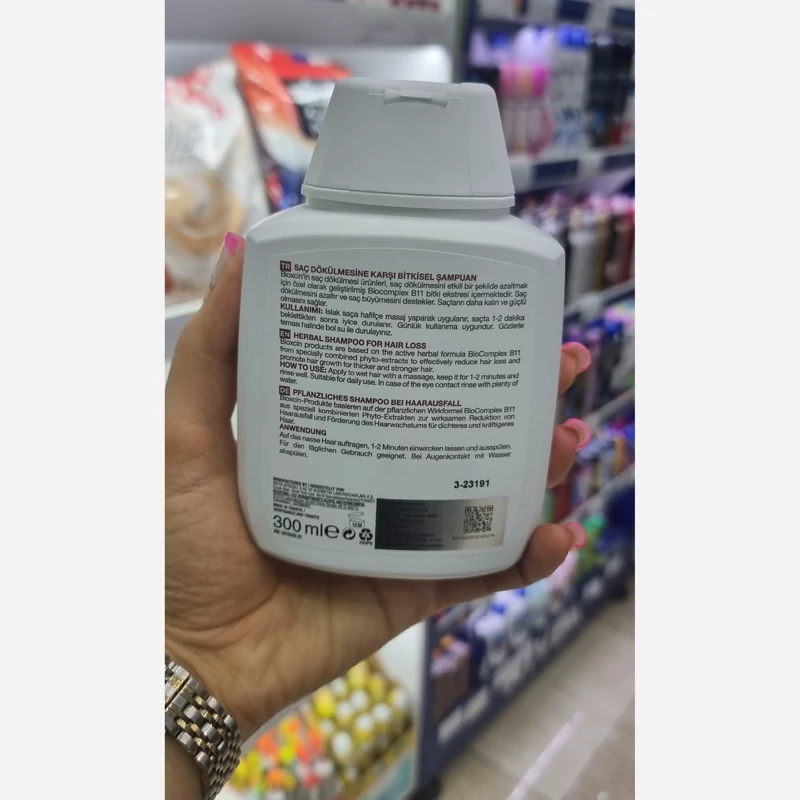 TR SAÇ DÖKÜLMESİNE KARŞI BİTKİSEL ŞAMPUAN
Bioxcin'in saç dökülmesi ürünleri, saç dökülmesini etkili bir şekilde azaltmak
için özel olarak geliştirilmiş Biocomplex B11 bitki ekstresi içermektedir. Saç
dökülmesini azaltır ve saç büyümesini destekler. Saçların daha kalın ve güçlü
olmasını sağlar.
KULLANIMI: Islak saça hafifçe masaj yaparak uygulanır, saçta 1-2 dakika
beklettikten sonra iyice durulanır. Günlük kullanıma uygundur. Gözlerle
teması halinde bol su ile durulayınız.
EN HERBAL SHAMPOO FOR HAIR LOSS
Bioxcin products are based on the active herbal formula BioComplex B11
from specially combined phyto-extracts to effectively reduce hair loss and
promote hair growth for thicker and stronger hair.
HOW TO USE: Apply to wet hair with a massage, keep it for 1-2 minutes and
rinse well. Suitable for daily use. In case of the eye contact rinse with plenty of
water.
DE PFLANZLICHES SHAMPOO BEI HAARAUSFALL
Bioxcin-Produkte basieren auf der pflanzlichen Wirkformel BioComplex B11
aus speziell kombinierten Phyto-Extrakten zur wirksamen Reduktion von
Haarausfall und Förderung des Haarwachstums für dichteres und kräftigeres
Haar.
ANWENDUNG
Auf das nasse Haar auftragen, 1-2 Minuten einwirken lassen und ausspülen.
Für den täglichen Gebrauch geeignet. Bei Augenkontakt mit Wasser
abspülen.
3-23191
MANUFACTURED BY / HERGESTELLT VON:
MADE IN TÜRKİYE /
300 ml e
12M
HDPE